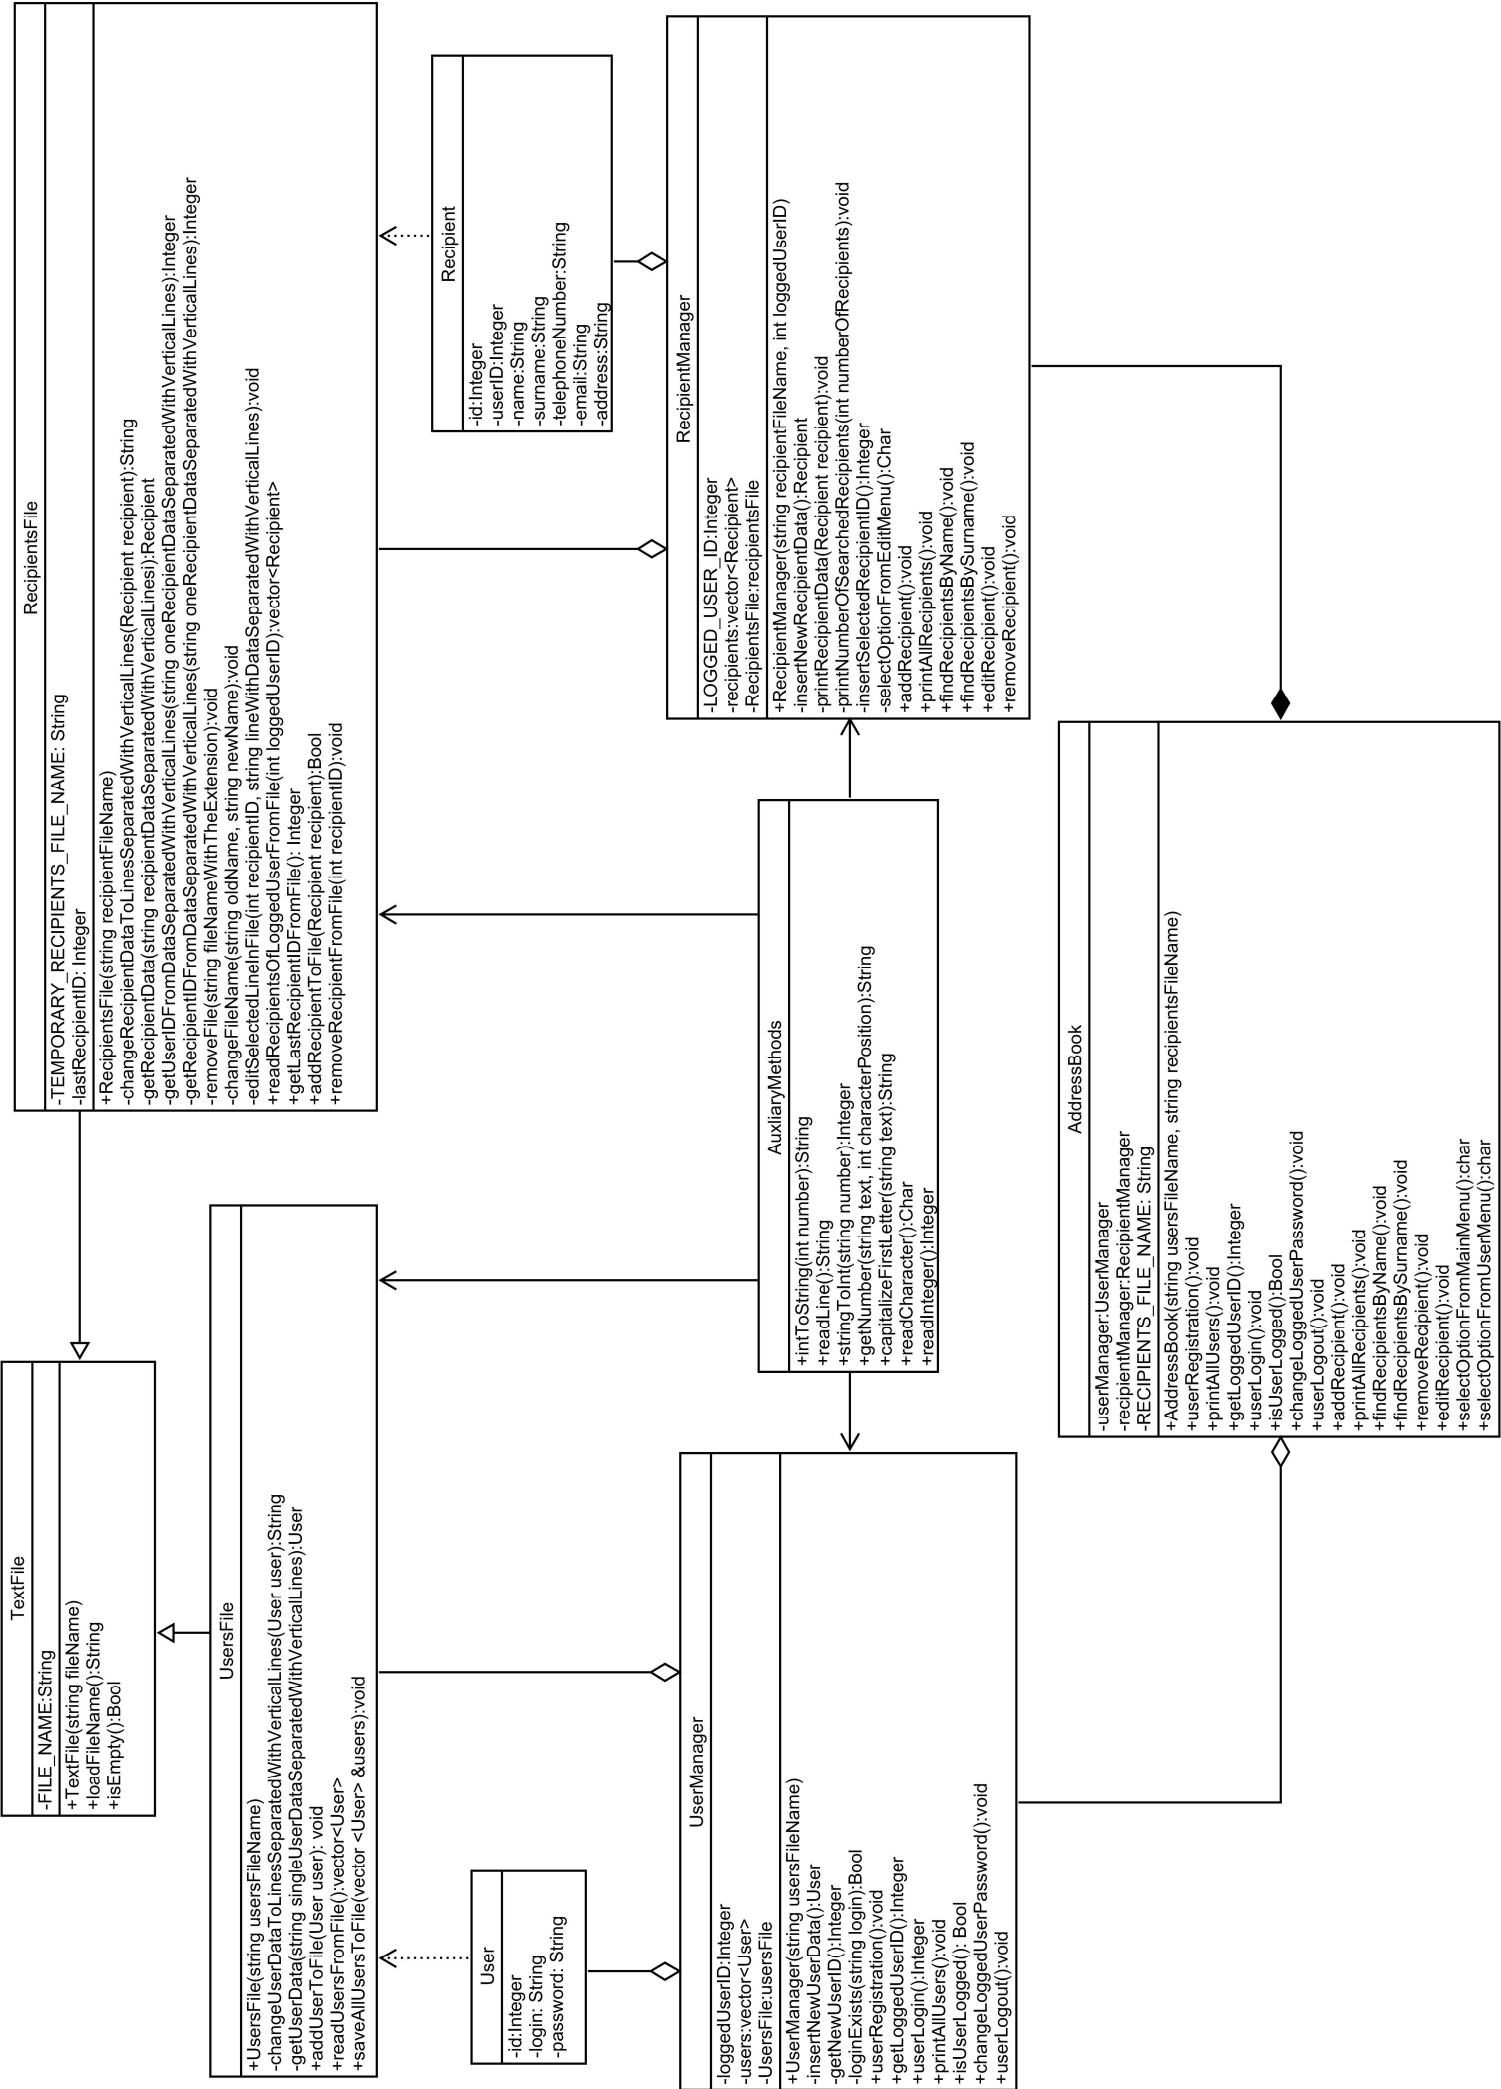 TextFile
-FILE_NAME:String
+TextFile(string fileName)
+loadFileName():String
+isEmpty():Bool
RecipientsFile
-TEMPORARY_RECIPIENTS_FILE_NAME: String
-lastRecipientID: Integer
+RecipientsFile(string recipientFileName)
-changeRecipientDataToLinesSeparatedWithVerticalLines(Recipient recipient):String
-getRecipientData(string recipientDataSeparatedWithVerticalLinesi):Recipient
-getUserIDFromDataSeparatedWithVerticalLines(string oneRecipientDataSeparatedWithVerticalLines):Integer
-getRecipientIDFromDataSeparatedWithVerticalLines(string oneRecipientDataSeparatedWithVerticalLines):Integer
-removeFile(string fileNameWithTheExtension):void
-changeFileName(string oldName, string newName):void
-editSelectedLineInFile(int recipientID, string lineWithDataSeparatedWithVerticalLines):void
+readRecipientsOfLoggedUserFromFile(int loggedUserID):vector<Recipient>
+getLastRecipientIDFromFile(): Integer
+addRecipientToFile(Recipient recipient):Bool
+removeRecipientFromFile(int recipientID):void
UsersFile
+UsersFile(string usersFileName)
-changeUserDataToLinesSeparatedWithVerticalLines(User user):String
-getUserData(string singleUserDataSeparatedWithVerticalLines):User
+addUserToFile(User user): void
+readUsersFromFile():vector<User>
+saveAllUsersToFile(vector <User> &users):void
User
-id:Integer
-login: String
-password: String
Recipient
-id:Integer
-userID:Integer
-name:String
-surname:String
-telephoneNumber:String
-email:String
-address:String
UserManager
-loggedUserID:Integer
-users:vector<User>
-UsersFile:usersFile
+UserManager(string usersFileName)
-insertNewUserData():User
-getNewUserID():Integer
-loginExists(string login):Bool
+userRegistration():void
+getLoggedUserID():Integer
+userLogin():Integer
+printAllUsers():void
+isUserLogged(): Bool
+changeLoggedUserPassword():void
+userLogout():void
AuxliaryMethods
+intToString(int number):String
+readLine():String
+stringToInt(string number):Integer
+getNumber(string text, int characterPosition):String
+capitalizeFirstLetter(string text):String
+readCharacter():Char
+readInteger():Integer
RecipientManager
-LOGGED_USER_ID:Integer
-recipients:vector<Recipient>
-RecipientsFile:recipientsFile
+RecipientManager(string recipientFileName, int loggedUserID)
-insertNewRecipientData():Recipient
-printRecipientData(Recipient recipient):void
-printNumberOfSearchedRecipients(int numberOfRecipients):void
-insertSelectedRecipientID():Integer
-selectOptionFromEditMenu():Char
+addRecipient():void
+printAllRecipients():void
+findRecipientsByName():void
+findRecipientsBySurname():void
+editRecipient():void
+removeRecipient():void
AddressBook
-userManager:UserManager
-recipientManager:RecipientManager
-RECIPIENTS_FILE_NAME: String
+AddressBook(string usersFileName, string recipientsFileName)
+userRegistration():void
+printAllUsers():void
+getLoggedUserID():Integer
+userLogin():void
+isUserLogged():Bool
+changeLoggedUserPassword():void
+userLogout():void
+addRecipient():void
+printAllRecipients():void
+findRecipientsByName():void
+findRecipientsBySurname():void
+removeRecipient():void
+editRecipient():void
+selectOptionFromMainMenu():char
+selectOptionFromUserMenu():char